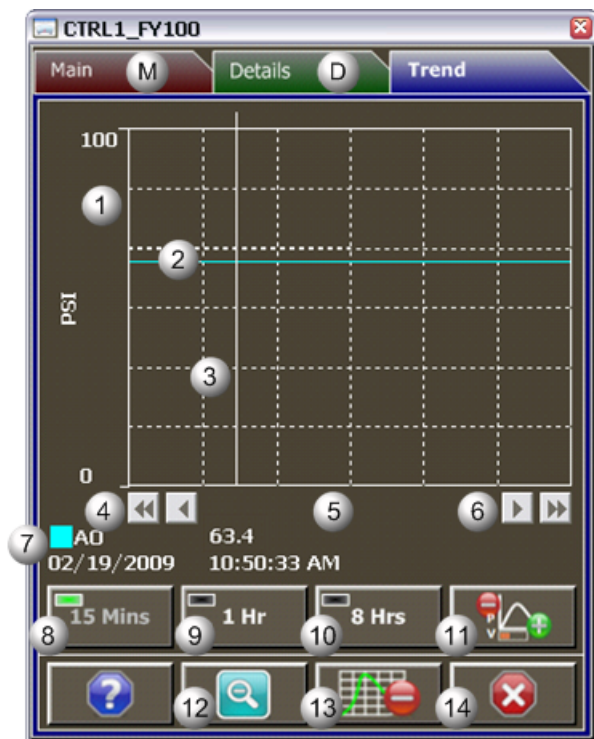 CTRL1_FY100
Main M Details D Trend
100
1
2
PSI
3
0
4 5 6
7 AO 63.4
02/19/2009 10:50:33 AM
15 Mins 1 Hr 8 Hrs P V
8 9 10 11
?
12 13 14